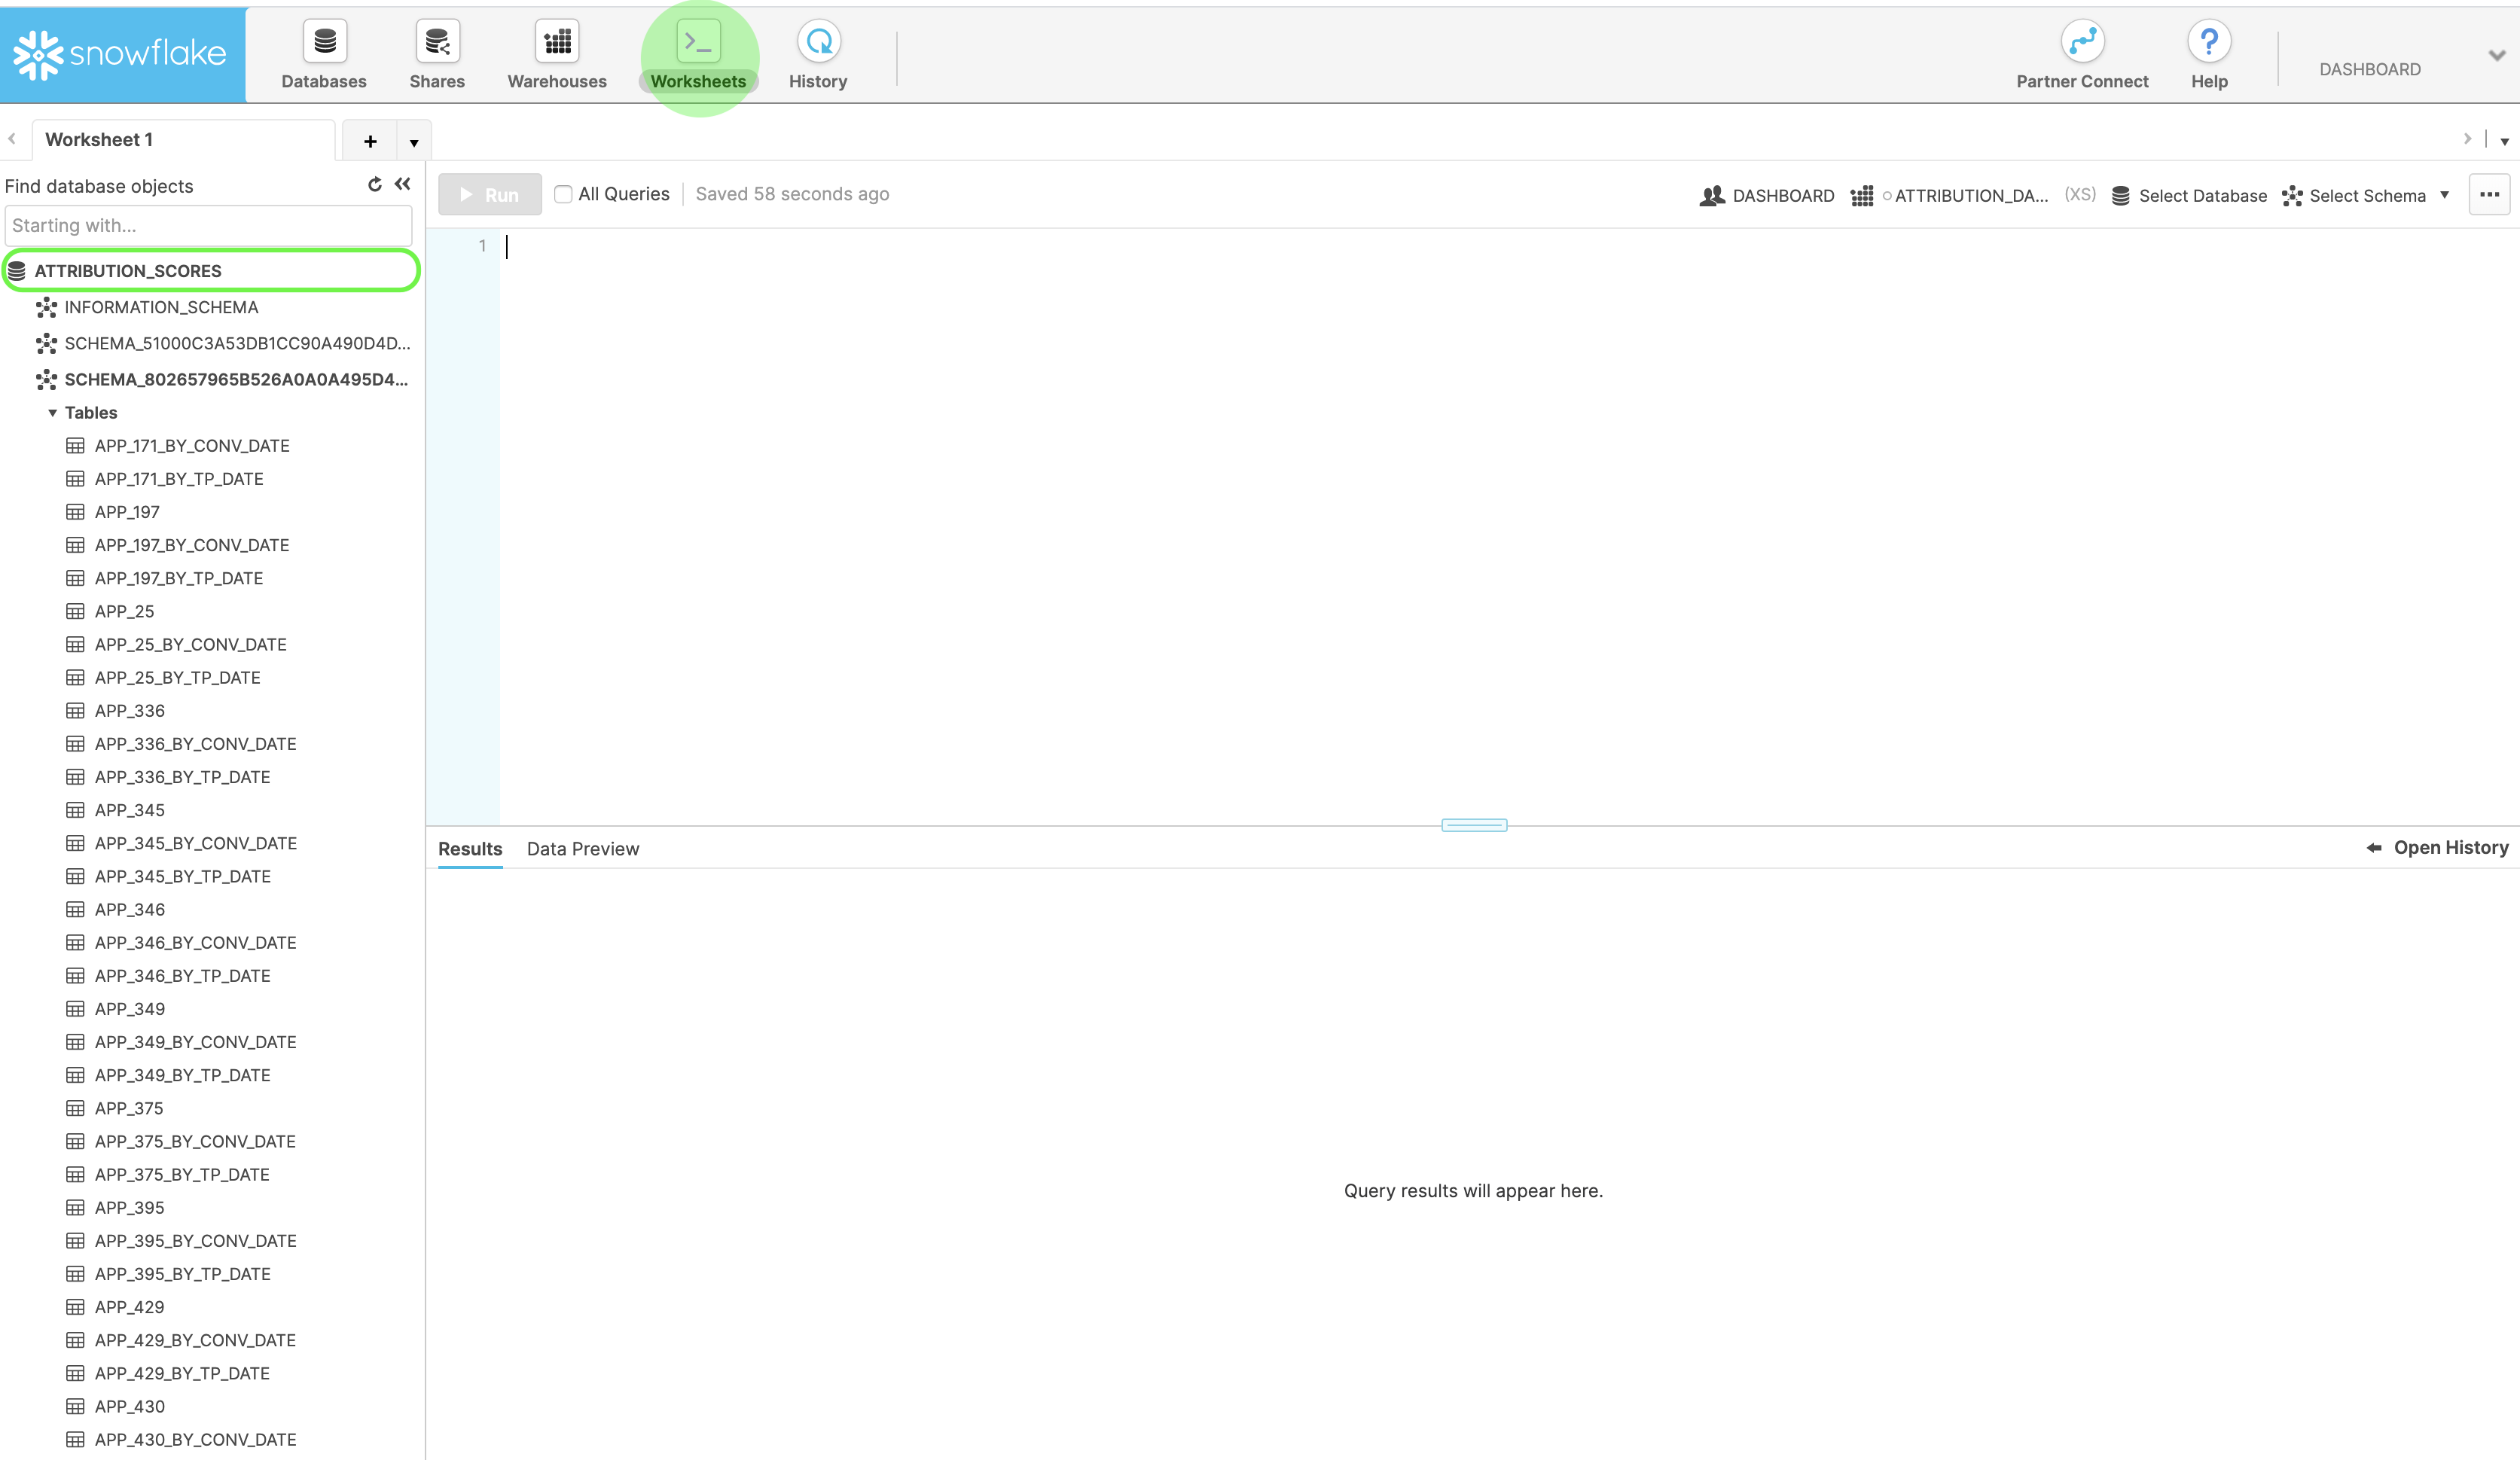 snowflake
Databases
Shares
Warehouses
Worksheets
History
Partner Connect
Help
DASHBOARD
Worksheet 1
Find database objects
Starting with...
Run
All Queries
Saved 58 seconds ago
DASHBOARD
ATTRIBUTION_DA...
(XS)
Select Database
Select Schema
1
ATTRIBUTION_SCORES
INFORMATION_SCHEMA
SCHEMA_51000C3A53DB1CC90A490D4D...
SCHEMA_802657965B526A0A0A495D4...
Tables
APP_171_BY_CONV_DATE
APP_171_BY_TP_DATE
APP_197
APP_197_BY_CONV_DATE
APP_197_BY_TP_DATE
APP_25
APP_25_BY_CONV_DATE
APP_25_BY_TP_DATE
APP_336
APP_336_BY_CONV_DATE
APP_336_BY_TP_DATE
APP_345
APP_345_BY_CONV_DATE
APP_345_BY_TP_DATE
APP_346
APP_346_BY_CONV_DATE
APP_346_BY_TP_DATE
APP_349
APP_349_BY_CONV_DATE
APP_349_BY_TP_DATE
APP_375
APP_375_BY_CONV_DATE
APP_375_BY_TP_DATE
APP_395
APP_395_BY_CONV_DATE
APP_395_BY_TP_DATE
APP_429
APP_429_BY_CONV_DATE
APP_429_BY_TP_DATE
APP_430
APP_430_BY_CONV_DATE
Results
Data Preview
Open History
Query results will appear here.